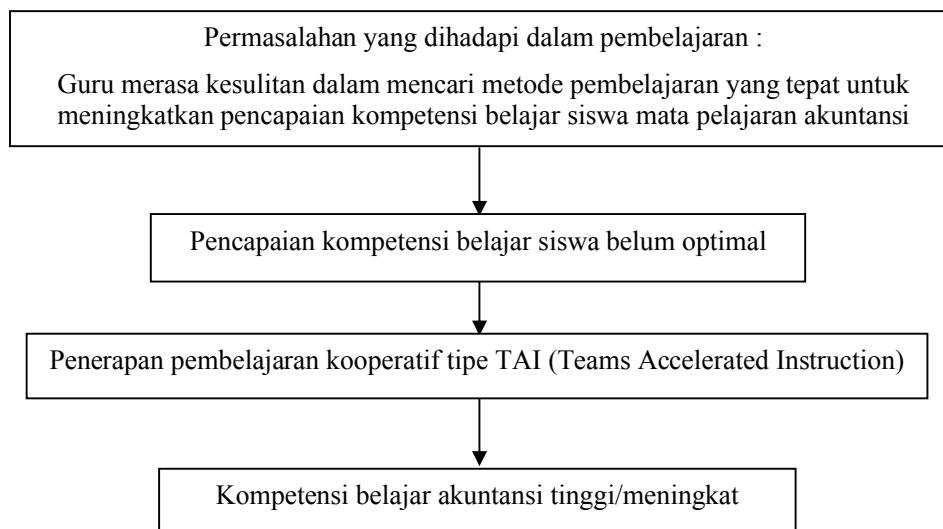 Permasalahan yang dihadapi dalam pembelajaran :
Guru merasa kesulitan dalam mencari metode pembelajaran yang tepat untuk
meningkatkan pencapaian kompetensi belajar siswa mata pelajaran akuntansi
Pencapaian kompetensi belajar siswa belum optimal
Penerapan pembelajaran kooperatif tipe TAI (Teams Accelerated Instruction)
Kompetensi belajar akuntansi tinggi/meningkat